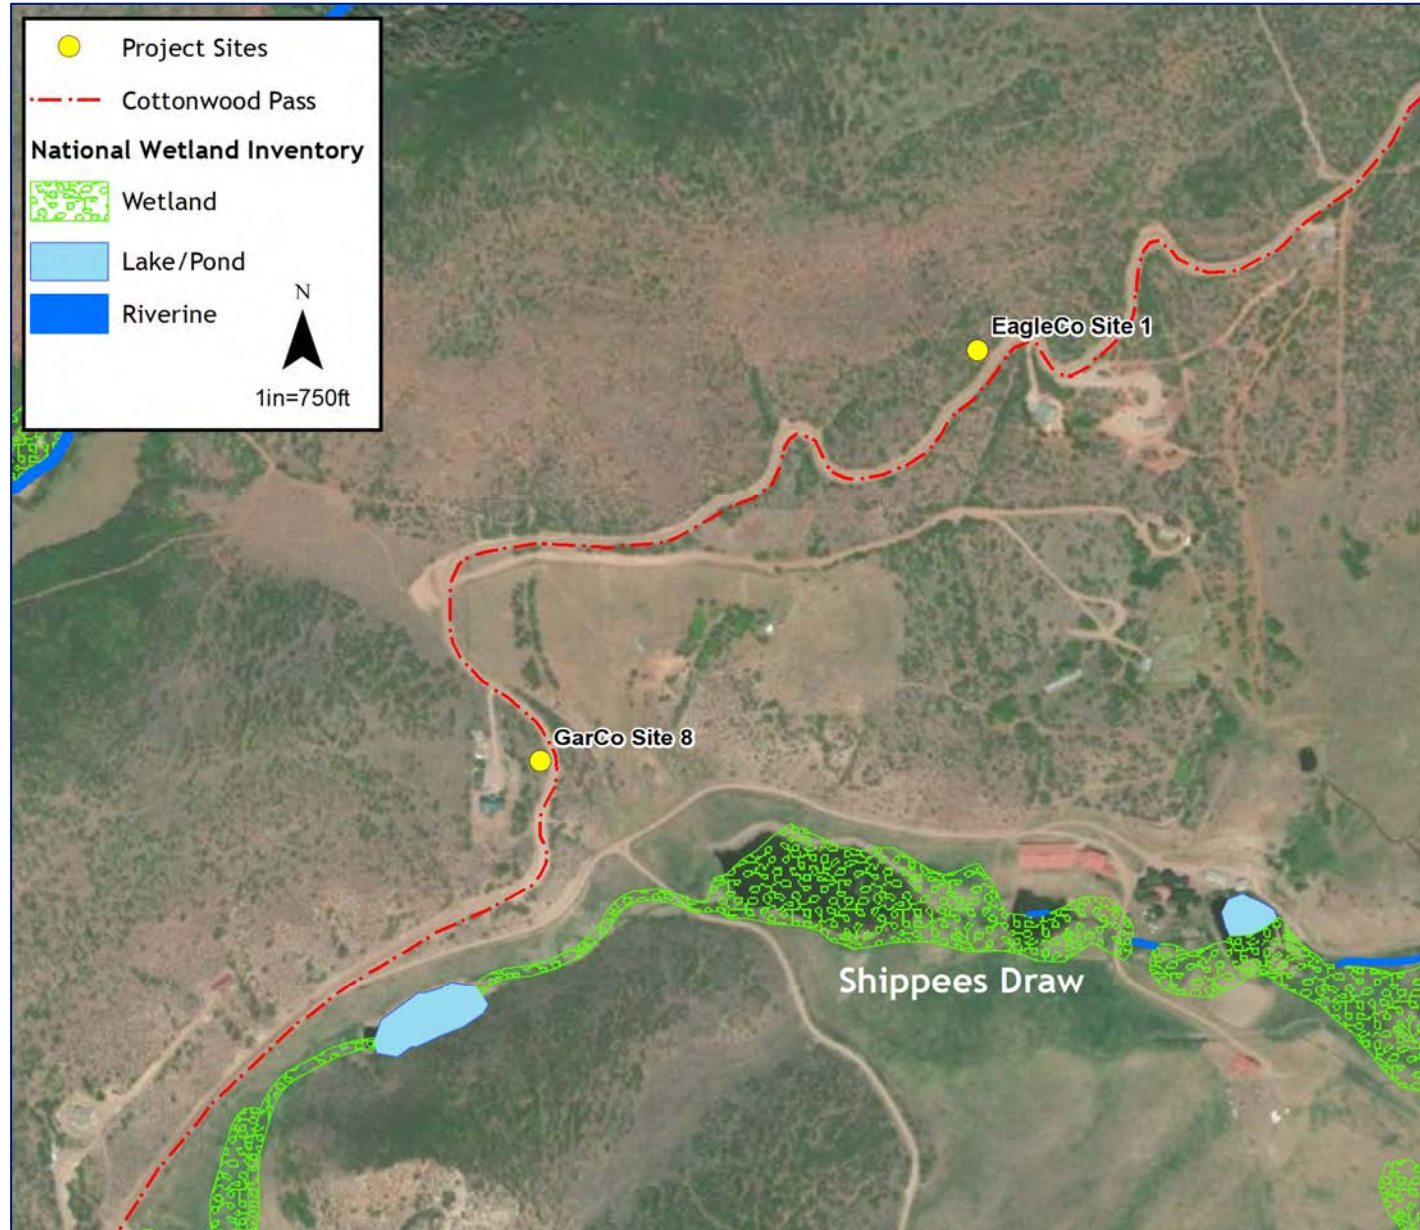 Project Sites
Cottonwood Pass
National Wetland Inventory
Wetland
Lake/Pond
Riverine
N
1in=750ft
EagleCo Site 1
GarCo Site 8
Shippees Draw